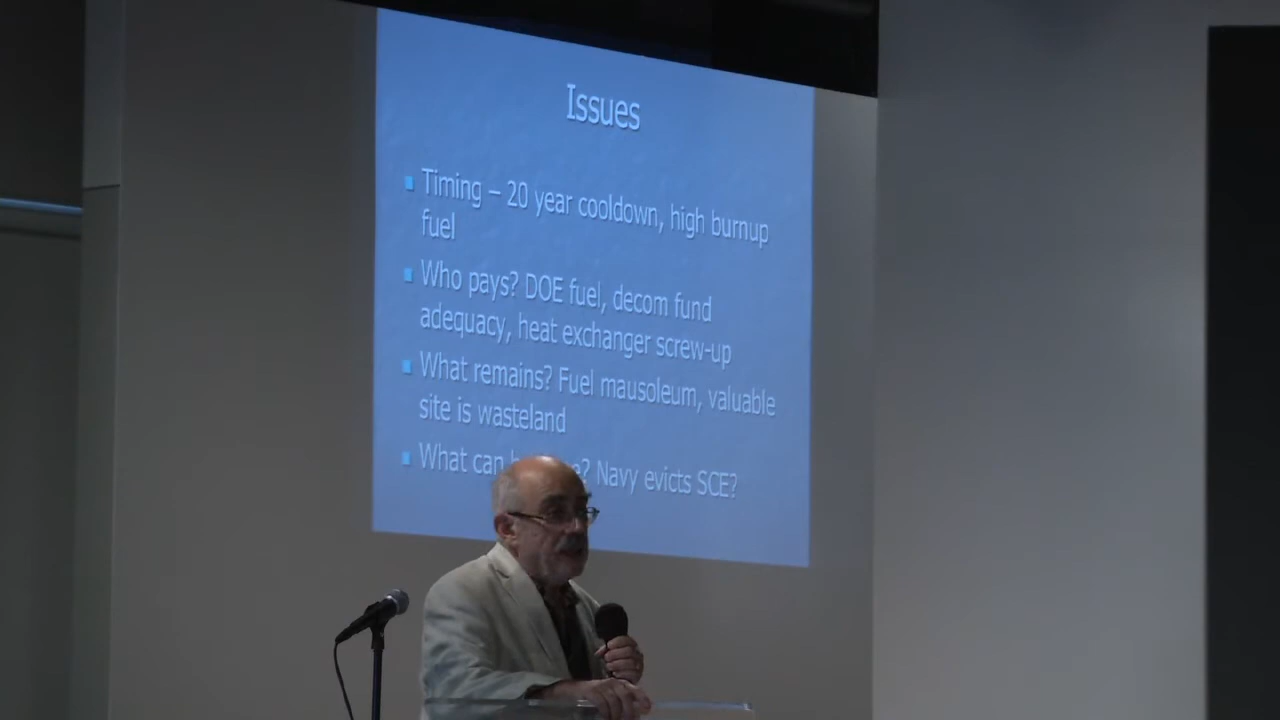 Issues
Timing – 20 year cooldown, high burnup
fuel
Who pays? DOE fuel, decom fund
adequacy, heat exchanger screw-up
What remains? Fuel mausoleum, valuable
site is wasteland
What can Navy evicts SCE?